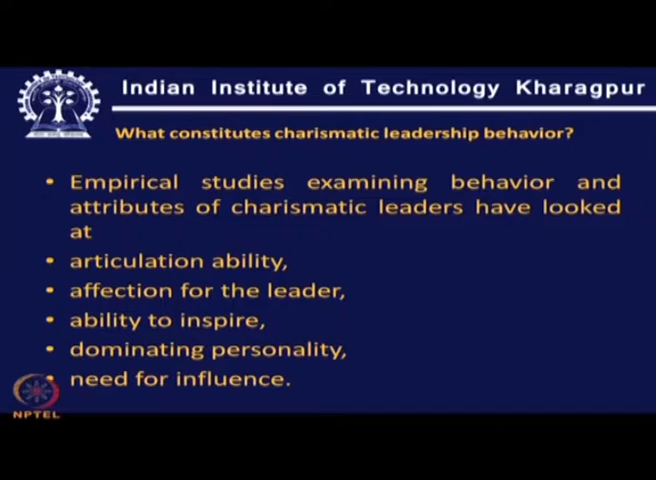 Indian Institute of Technology Kharagpur
What constitutes charismatic leadership behavior?
• Empirical studies examining behavior and
attributes of charismatic leaders have looked
at
• articulation ability,
• affection for the leader,
• ability to inspire,
• dominating personality,
• need for influence.
NPTEL